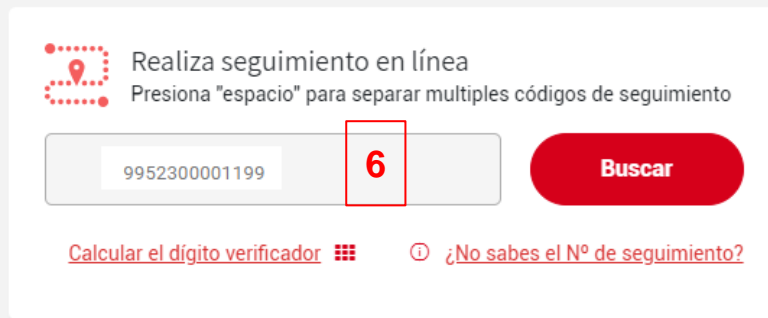 Realiza seguimiento en línea
Presiona "espacio" para separar multiples códigos de seguimiento
9952300001199 6 Buscar
Calcular el dígito verificador ¿No sabes el Nº de seguimiento?